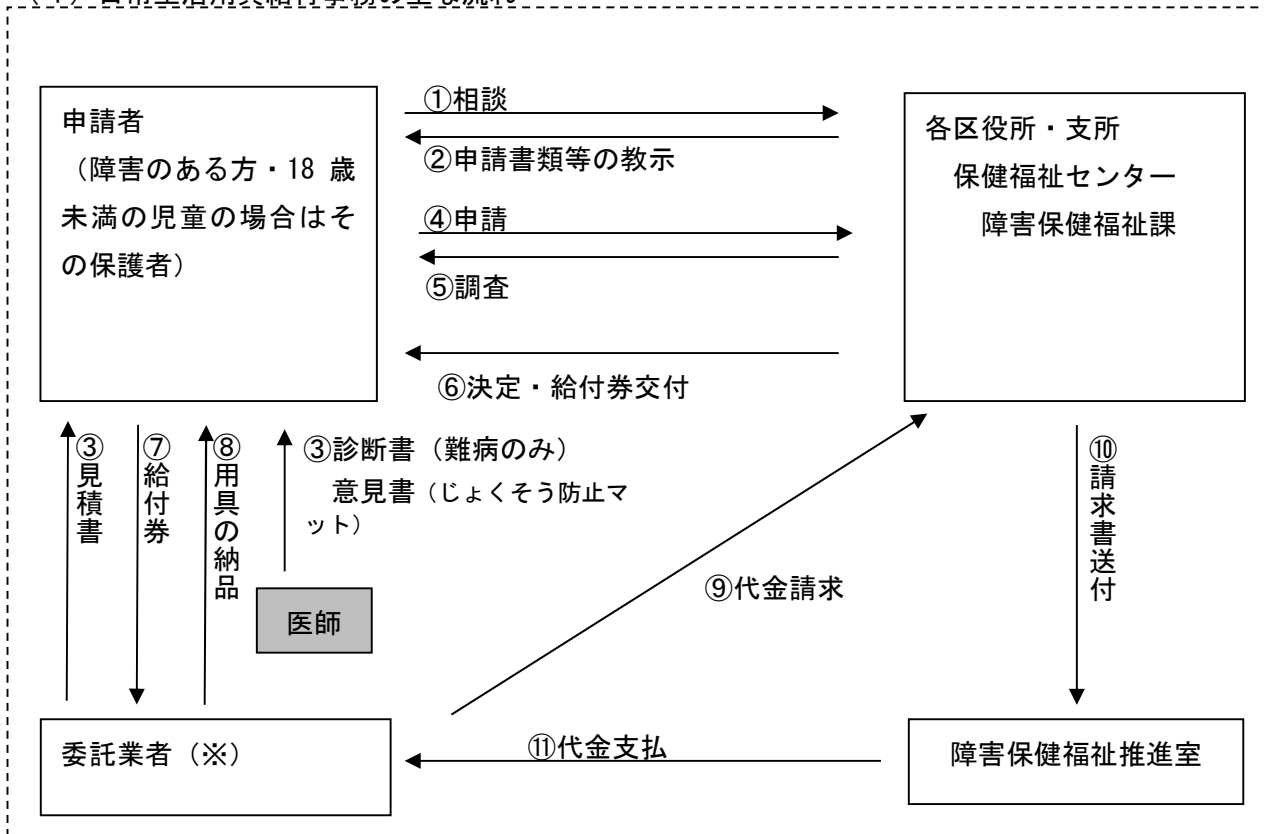 申請者
（障害のある方・18 歳
未満の児童の場合はそ
の保護者）
①相談
②申請書類等の教示
④申請
⑤調査
⑥決定・給付券交付
各区役所・支所
保健福祉センター
障害保健福祉課
③見積書
⑦給付券
⑧用具の納品
③診断書（難病のみ）
意見書（じょくそう防止マ
ット）
医師
⑨代金請求
⑩請求書送付
委託業者（※）
⑪代金支払
障害保健福祉推進室